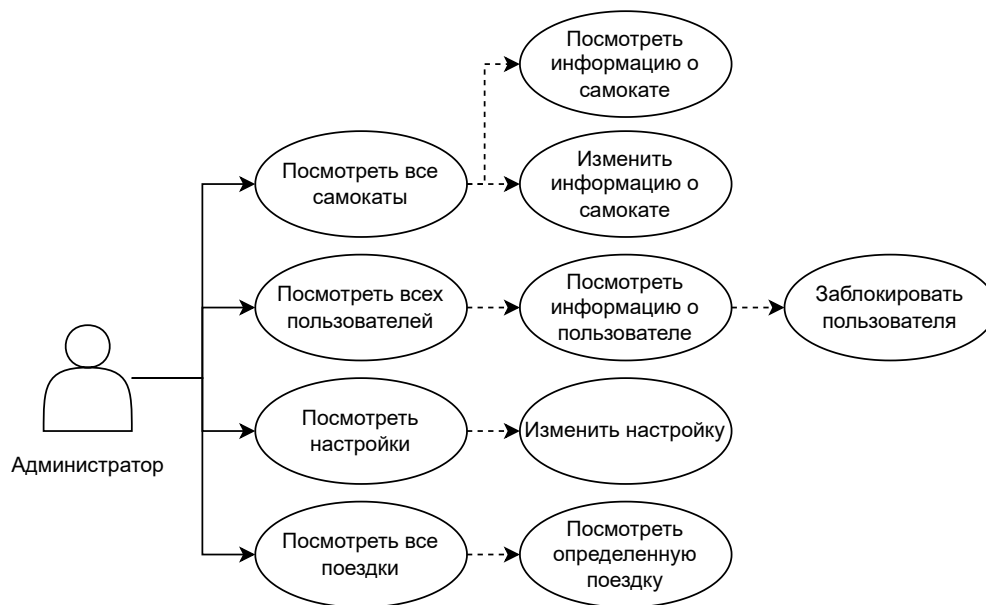 Посмотреть
информацию о
самокате
Посмотреть все
самокаты
Изменить
информацию о
самокате
Посмотреть всех
пользователей
Посмотреть
информацию о
пользователе
Заблокировать
пользователя
Администратор
Посмотреть
настройки
Изменить настройку
Посмотреть все
поездки
Посмотреть
определенную
поездку